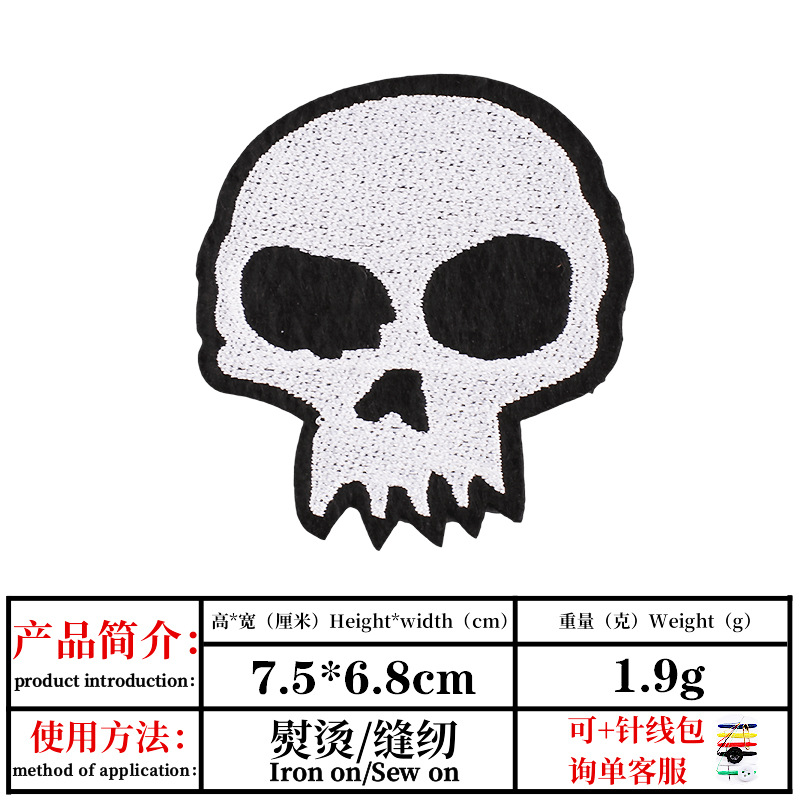 产品简介：
product introduction：
高*宽（厘米）Height*width（cm）
7.5*6.8cm
重量（克）Weight（g）
1.9g
使用方法：
method of application：
熨烫/缝纫
Iron on/Sew on
可+针线包
询单客服